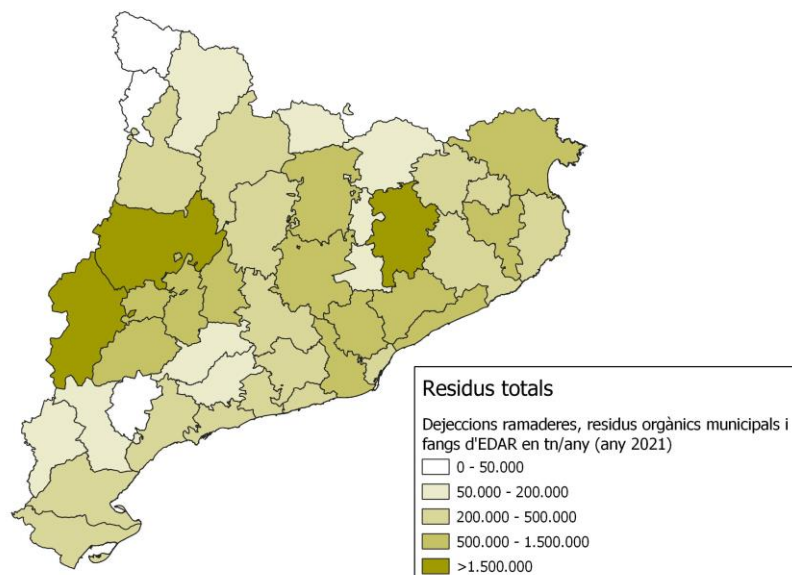 Residus totals
Dejeccions ramaderes, residus orgànics municipals i
fangs d'EDAR en tn/any (any 2021)
0 - 50.000
50.000 - 200.000
200.000 - 500.000
500.000 - 1.500.000
>1.500.000